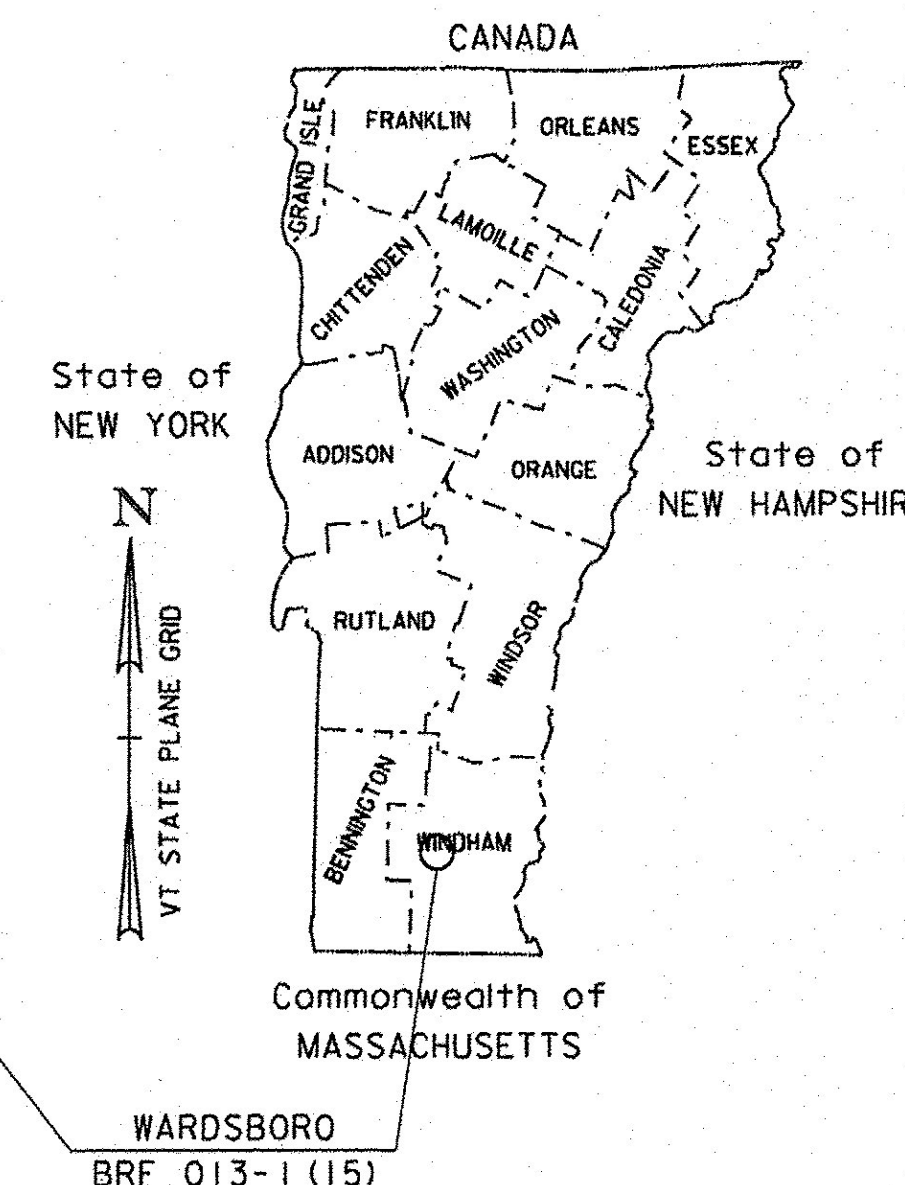 CANADA
GRAND ISLE
FRANKLIN
ORLEANS
ESSEX
LAMOILLE
CHITTENDEN
CALEDONIA
WASHINGTON
State of
NEW YORK
ADDISON
ORANGE
State of
NEW HAMPSHIR
N
VT STATE PLANE GRID
RUTLAND
WINDSOR
BENNINGTON
WINDHAM
Commonwealth of
MASSACHUSETTS
WARDSBORO
BRF 013-1(15)